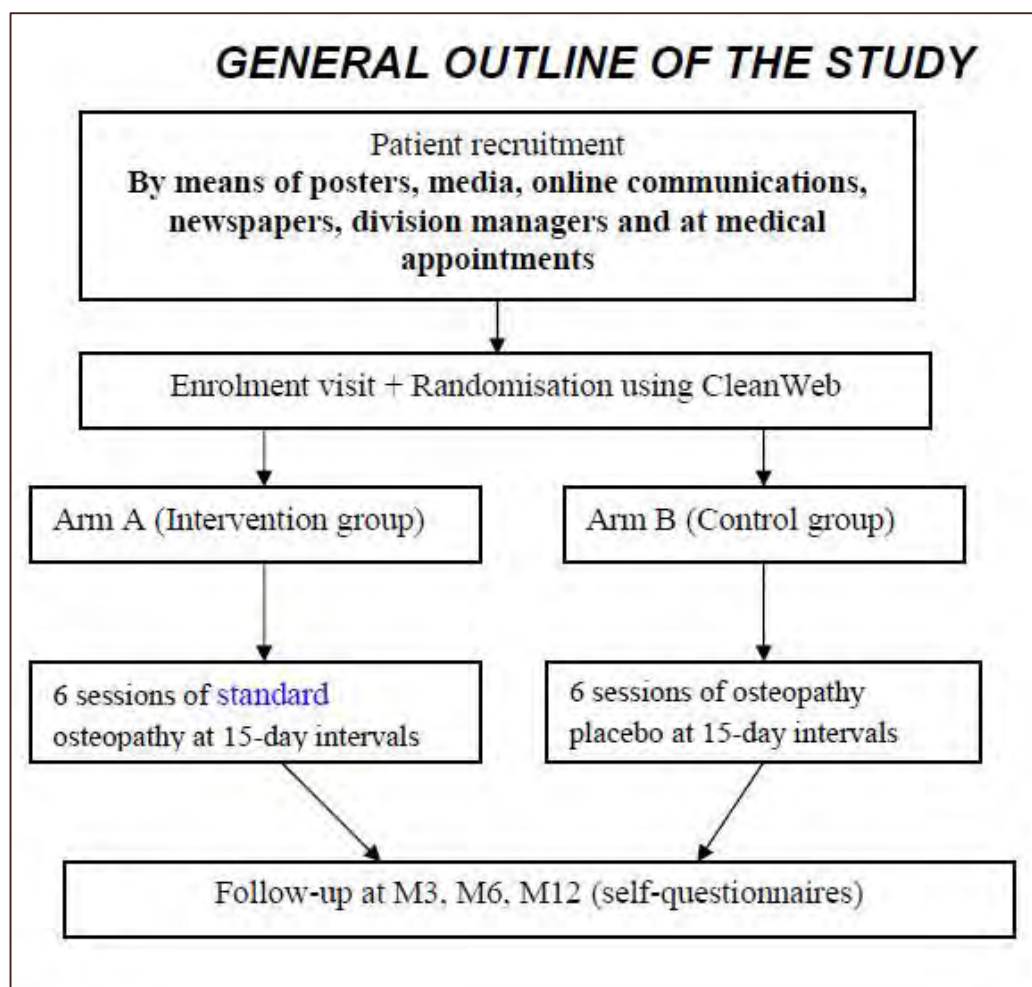 GENERAL OUTLINE OF THE STUDY
Patient recruitment
By means of posters, media, online communications,
newspapers, division managers and at medical
appointments
Enrolment visit + Randomisation using CleanWeb
Arm A (Intervention group)
Arm B (Control group)
6 sessions of standard
osteopathy at 15-day intervals
6 sessions of osteopathy
placebo at 15-day intervals
Follow-up at M3, M6, M12 (self-questionnaires)